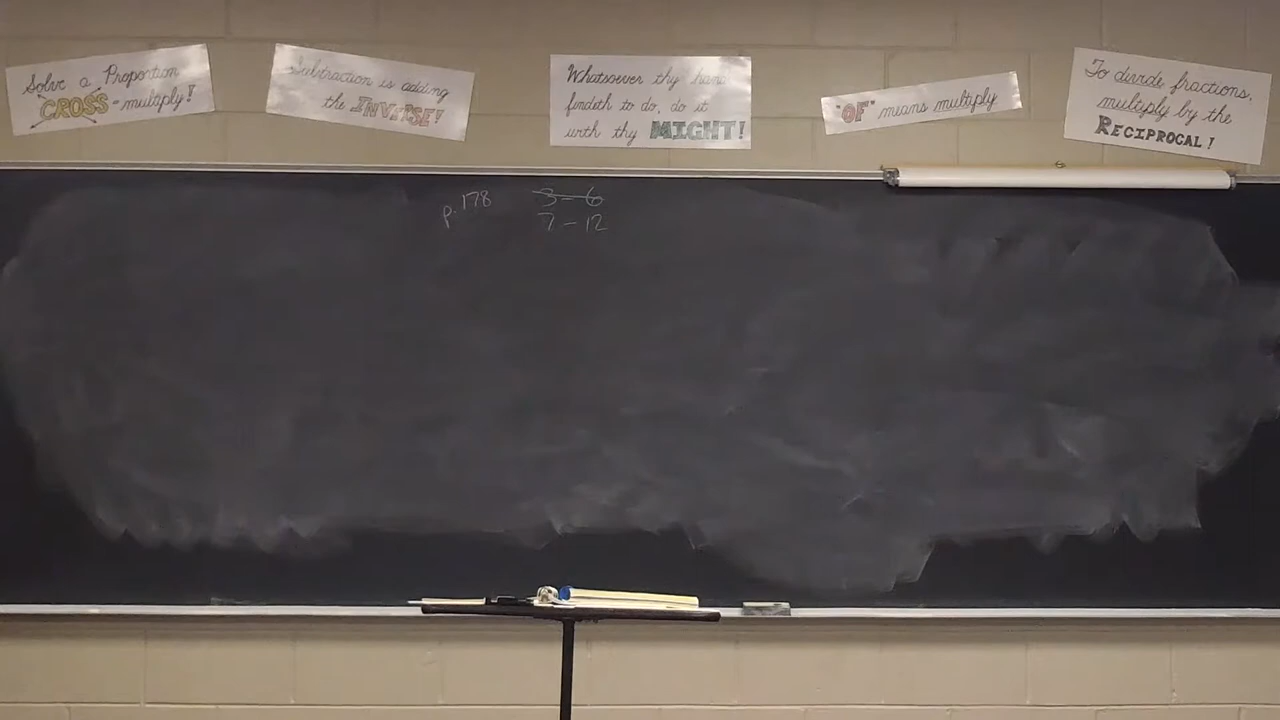 Solve a Proportion
CROSS-multiply!
Subtraction is adding
the INVERSE!
Whatsoever thy hand
findeth to do, do it
with thy MIGHT!
"OF" means multiply
To divide fractions,
multiply by the
RECIPROCAL!
p. 178 3-6
7-12